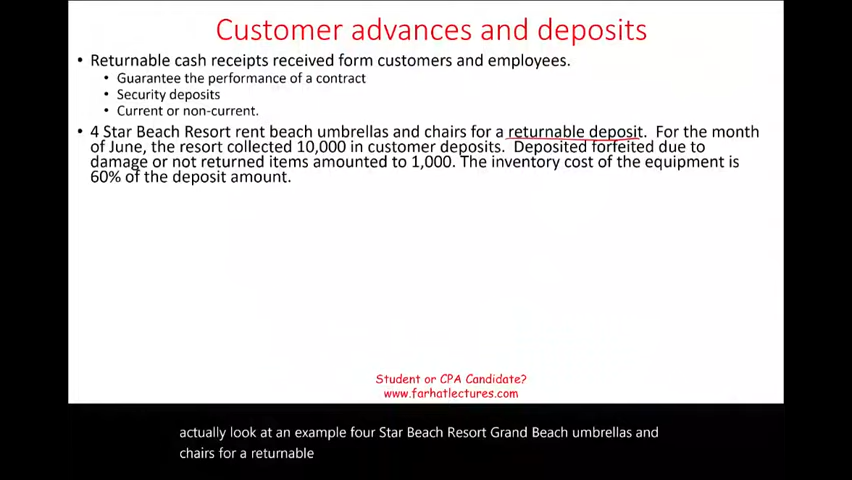 Customer advances and deposits
• Returnable cash receipts received form customers and employees.
• Guarantee the performance of a contract
• Security deposits
• Current or non-current.
• 4 Star Beach Resort rent beach umbrellas and chairs for a returnable deposit. For the month
of June, the resort collected 10,000 in customer deposits. Deposited forfeited due to
damage or not returned items amounted to 1,000. The inventory cost of the equipment is
60% of the deposit amount.
Student or CPA Candidate?
www.farhatlectures.com
actually look at an example four Star Beach Resort Grand Beach umbrellas and
chairs for a returnable